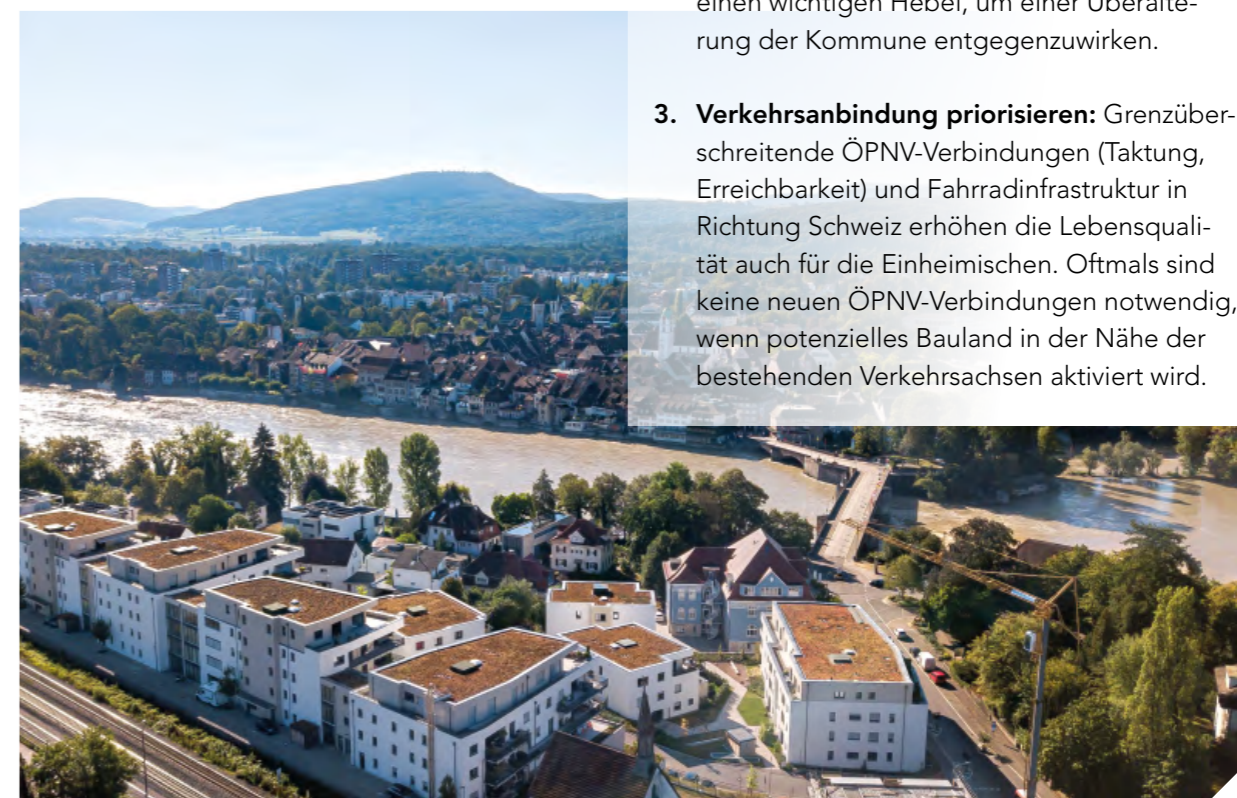 einen wichtigen Hebel, um einer Überalte-
rung der Kommune entgegenzuwirken.
3. Verkehrsanbindung priorisieren: Grenzüber-
schreitende ÖPNV-Verbindungen (Taktung,
Erreichbarkeit) und Fahrradinfrastruktur in
Richtung Schweiz erhöhen die Lebensquali-
tät auch für die Einheimischen. Oftmals sind
keine neuen ÖPNV-Verbindungen notwendig,
wenn potenzielles Bauland in der Nähe der
bestehenden Verkehrsachsen aktiviert wird.